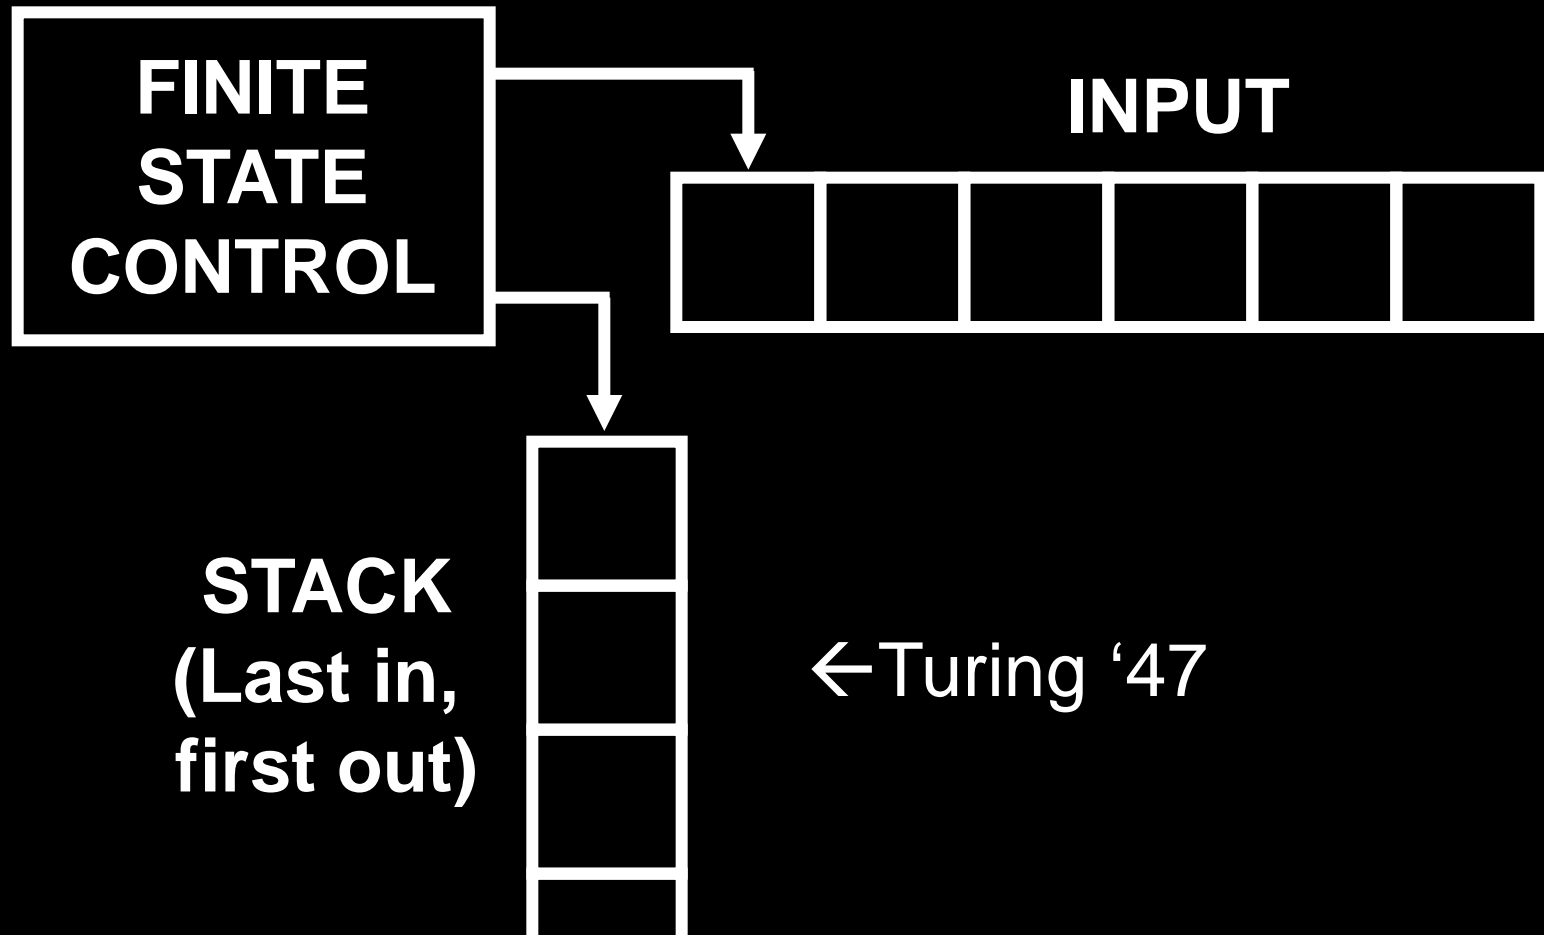 FINITE
STATE
CONTROL
INPUT
STACK
(Last in,
first out)
←Turing ‘47